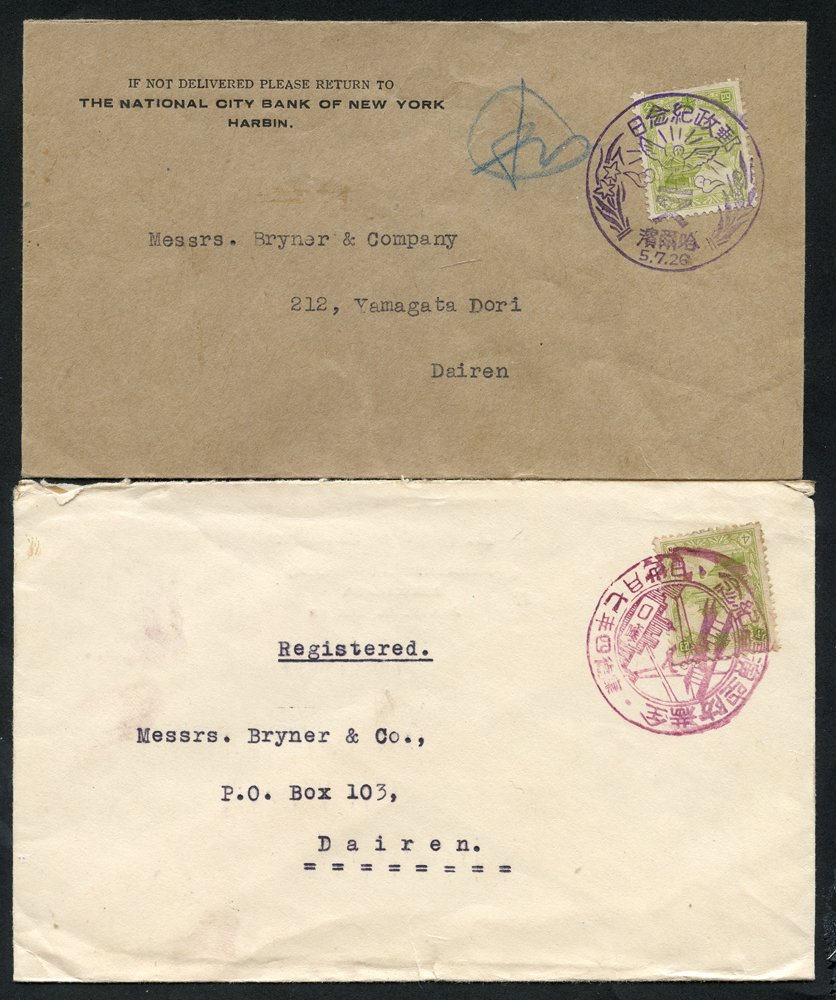 IF NOT DELIVERED PLEASE RETURN TO
THE NATIONAL CITY BANK OF NEW YORK
HARBIN.
郵政紀念日
哈爾濱
5.7.26
Messrs. Bryner & Company
212, Yamagata Dori
Dairen
Registered.
Messrs. Bryner & Co.,
P.O. Box 103,
Dairen.
========